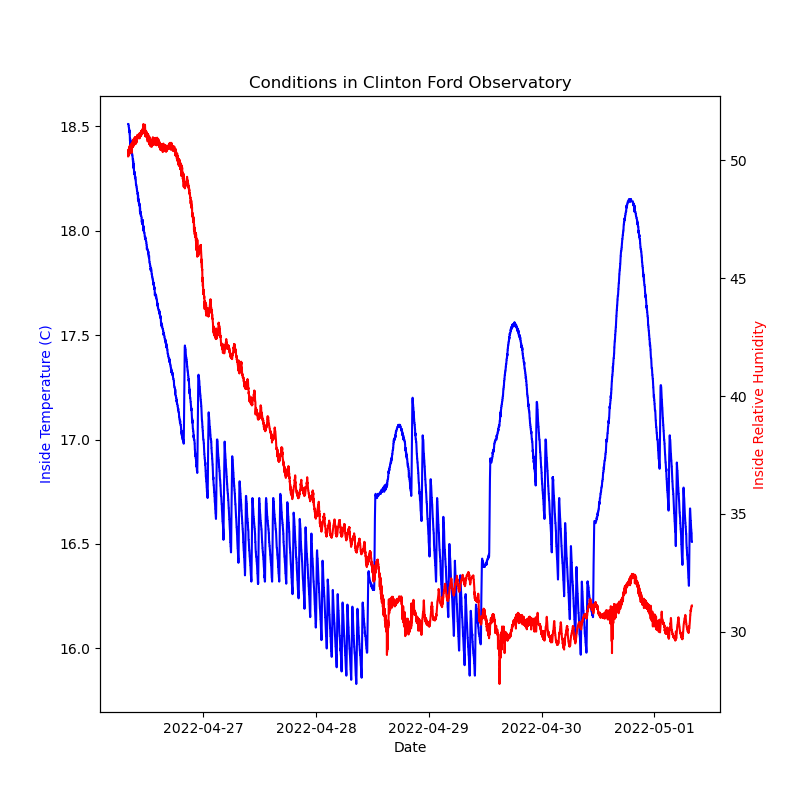 Conditions in Clinton Ford Observatory
Inside Temperature (C)
18.5
18.0
17.5
17.0
16.5
16.0
50
45
40
35
30
Inside Relative Humidity
2022-04-27 2022-04-28 2022-04-29 2022-04-30 2022-05-01
Date